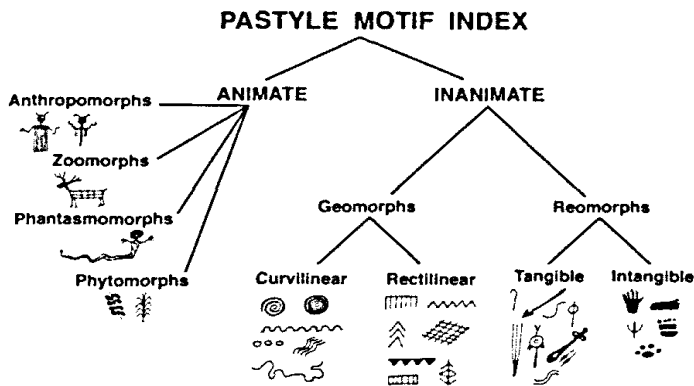 PASTYLE MOTIF INDEX
ANIMATE
INANIMATE
Anthropomorphs
Zoomorphs
Phantasmomorphs
Phytomorphs
Geomorphs
Reomorphs
Curvilinear
Rectilinear
Tangible
Intangible